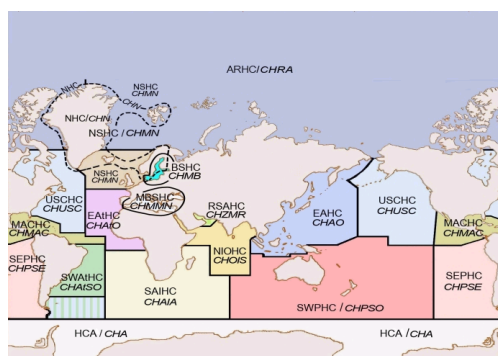 ARHC/CHRA
NHC
CHN
NSHC
CHMN
NHC/CHN
NSHC / CHMN
NSHC
CHMN
BSHC
CHMB
USCHC
CHUSC
EAtHC
CHAtO
MBSHC
CHMMN
RSAHC
CHZMR
EAHC
CHAO
USCHC
CHUSC
MACHC
CHMAC
MACHC
CHMAC
NIOHC
CHOIS
SEPHC
CHPSE
SWAtHC
CHAtSO
SAIHC
CHAIA
SWPHC / CHPSO
SEPHC
CHPSE
HCA / CHA
HCA / CHA